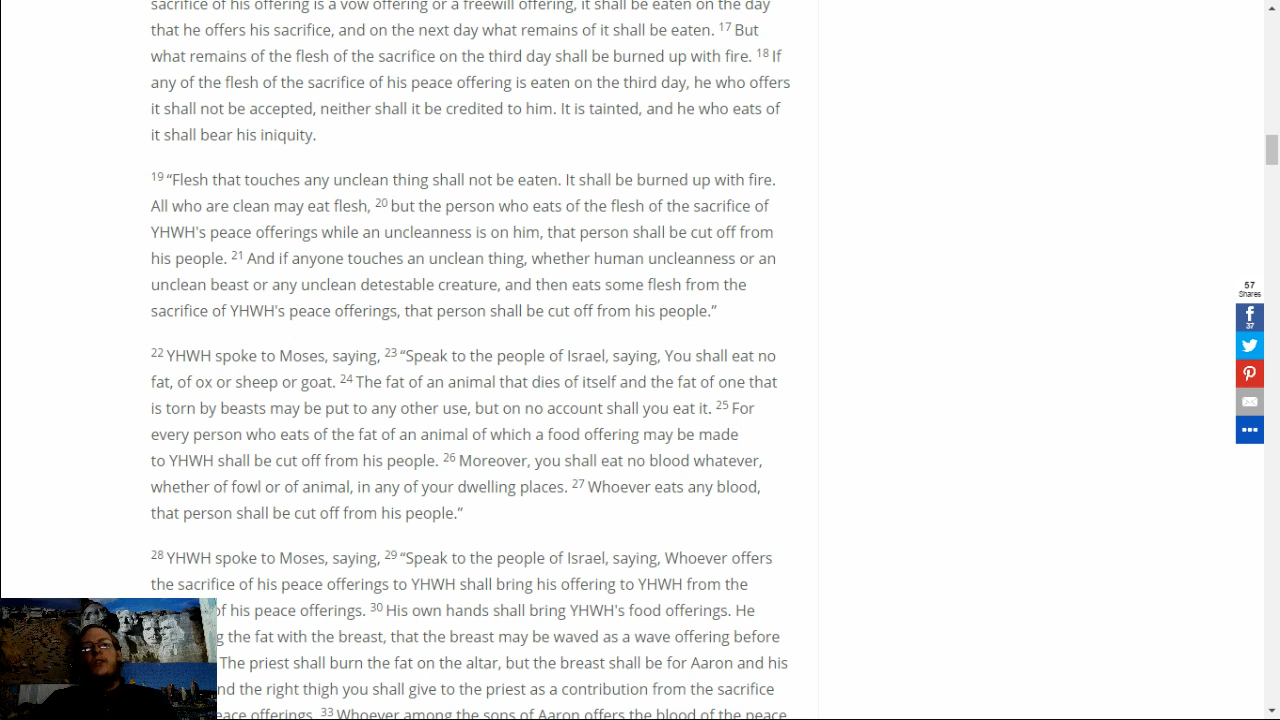 sacrifice of his offering is a vow offering or a freewill offering, it shall be eaten on the day
that he offers his sacrifice, and on the next day what remains of it shall be eaten. 17 But
what remains of the flesh of the sacrifice on the third day shall be burned up with fire. 18 If
any of the flesh of the sacrifice of his peace offering is eaten on the third day, he who offers
it shall not be accepted, neither shall it be credited to him. It is tainted, and he who eats of
it shall bear his iniquity.
19 “Flesh that touches any unclean thing shall not be eaten. It shall be burned up with fire.
All who are clean may eat flesh, 20 but the person who eats of the flesh of the sacrifice of
YHWH's peace offerings while an uncleanness is on him, that person shall be cut off from
his people. 21 And if anyone touches an unclean thing, whether human uncleanness or an
unclean beast or any unclean detestable creature, and then eats some flesh from the
sacrifice of YHWH's peace offerings, that person shall be cut off from his people.”
22 YHWH spoke to Moses, saying, 23 “Speak to the people of Israel, saying, You shall eat no
fat, of ox or sheep or goat. 24 The fat of an animal that dies of itself and the fat of one that
is torn by beasts may be put to any other use, but on no account shall you eat it. 25 For
every person who eats of the fat of an animal of which a food offering may be made
to YHWH shall be cut off from his people. 26 Moreover, you shall eat no blood whatever,
whether of fowl or of animal, in any of your dwelling places. 27 Whoever eats any blood,
that person shall be cut off from his people.”
28 YHWH spoke to Moses, saying, 29 “Speak to the people of Israel, saying, Whoever offers
the sacrifice of his peace offerings to YHWH shall bring his offering to YHWH from the
of his peace offerings. 30 His own hands shall bring YHWH's food offerings. He
the fat with the breast, that the breast may be waved as a wave offering before
The priest shall burn the fat on the altar, but the breast shall be for Aaron and his
the right thigh you shall give to the priest as a contribution from the sacrifice
offerings. 33 Whoever among the sons of Aaron offers the blood of the peace
57
Shares
37